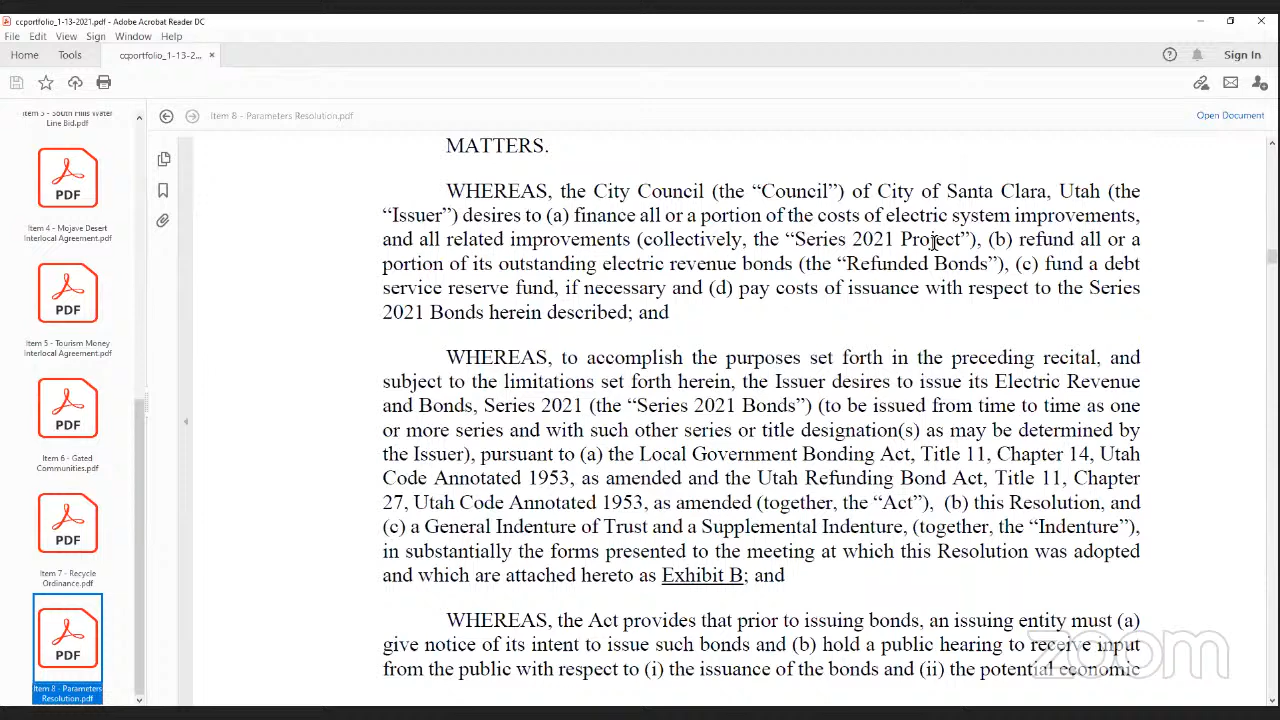 ccportfolio_1-13-2021.pdf - Adobe Acrobat Reader DC
File Edit View Sign Window Help
Home Tools ccportfolio_1-13-2... × Sign In
Item 8 - Parameters Resolution.pdf Open Document
Item 3 - South Hills Water
Line Bid.pdf
PDF
Item 4 - Mojave Desert
Interlocal Agreement.pdf
PDF
Item 5 - Tourism Money
Interlocal Agreement.pdf
PDF
Item 6 - Gated
Communities.pdf
PDF
Item 7 - Recycle
Ordinance.pdf
PDF
Item 8 - Parameters
Resolution.pdf
MATTERS.
WHEREAS, the City Council (the “Council”) of City of Santa Clara, Utah (the
“Issuer”) desires to (a) finance all or a portion of the costs of electric system improvements,
and all related improvements (collectively, the “Series 2021 Project”), (b) refund all or a
portion of its outstanding electric revenue bonds (the “Refunded Bonds”), (c) fund a debt
service reserve fund, if necessary and (d) pay costs of issuance with respect to the Series
2021 Bonds herein described; and
WHEREAS, to accomplish the purposes set forth in the preceding recital, and
subject to the limitations set forth herein, the Issuer desires to issue its Electric Revenue
and Bonds, Series 2021 (the “Series 2021 Bonds”) (to be issued from time to time as one
or more series and with such other series or title designation(s) as may be determined by
the Issuer), pursuant to (a) the Local Government Bonding Act, Title 11, Chapter 14, Utah
Code Annotated 1953, as amended and the Utah Refunding Bond Act, Title 11, Chapter
27, Utah Code Annotated 1953, as amended (together, the “Act”), (b) this Resolution, and
(c) a General Indenture of Trust and a Supplemental Indenture, (together, the “Indenture”),
in substantially the forms presented to the meeting at which this Resolution was adopted
and which are attached hereto as Exhibit B; and
WHEREAS, the Act provides that prior to issuing bonds, an issuing entity must (a)
give notice of its intent to issue such bonds and (b) hold a public hearing to receive input
from the public with respect to (i) the issuance of the bonds and (ii) the potential economic
zoom